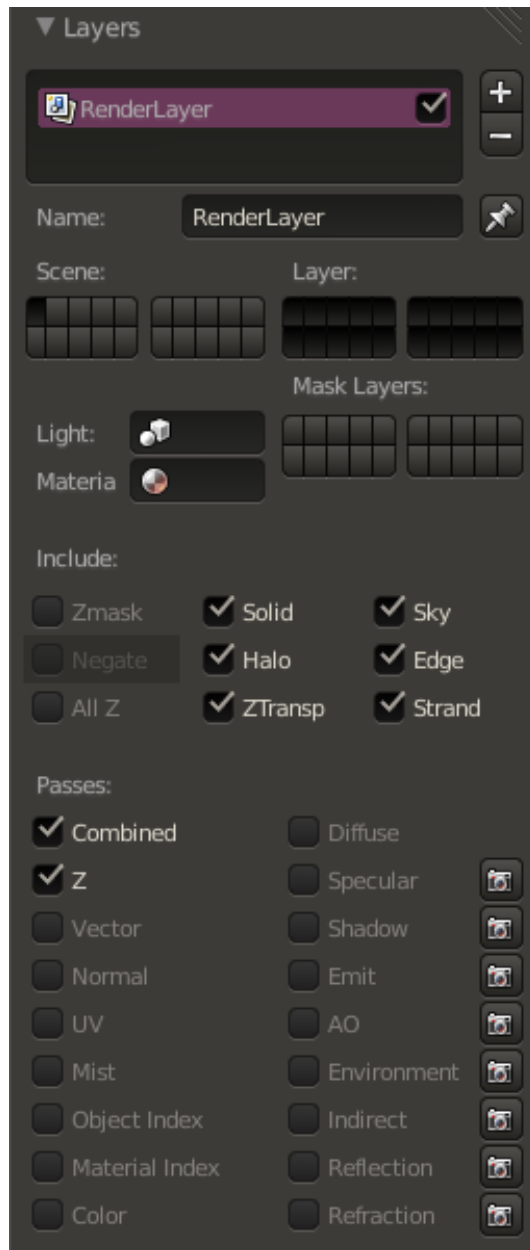 Layers
RenderLayer
Name: RenderLayer
Scene: Layer:
Mask Layers:
Light:
Materia
Include:
Zmask Solid Sky
Negate Halo Edge
All Z ZTransp Strand
Passes:
Combined Diffuse
Z Specular
Vector Shadow
Normal Emit
UV AO
Mist Environment
Object Index Indirect
Material Index Reflection
Color Refraction